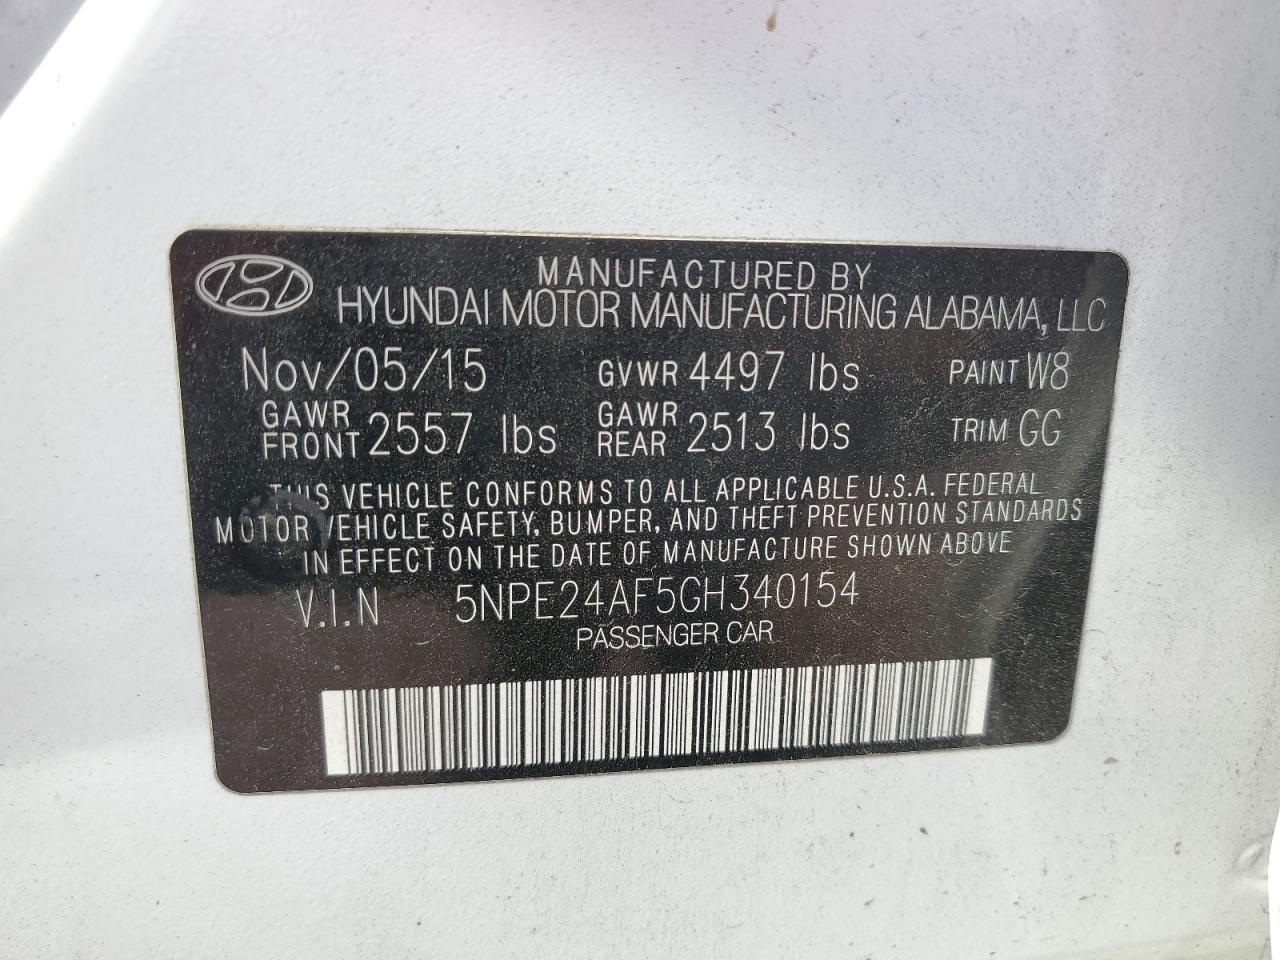 MANUFACTURED BY
HYUNDAI MOTOR MANUFACTURING ALABAMA, LLC
Nov/05/15 GVWR 4497 lbs PAINT W8
GAWR FRONT 2557 lbs GAWR REAR 2513 lbs TRIM GG
THIS VEHICLE CONFORMS TO ALL APPLICABLE U.S.A. FEDERAL
MOTOR VEHICLE SAFETY, BUMPER, AND THEFT PREVENTION STANDARDS
IN EFFECT ON THE DATE OF MANUFACTURE SHOWN ABOVE
V.I.N 5NPE24AF5GH340154
PASSENGER CAR